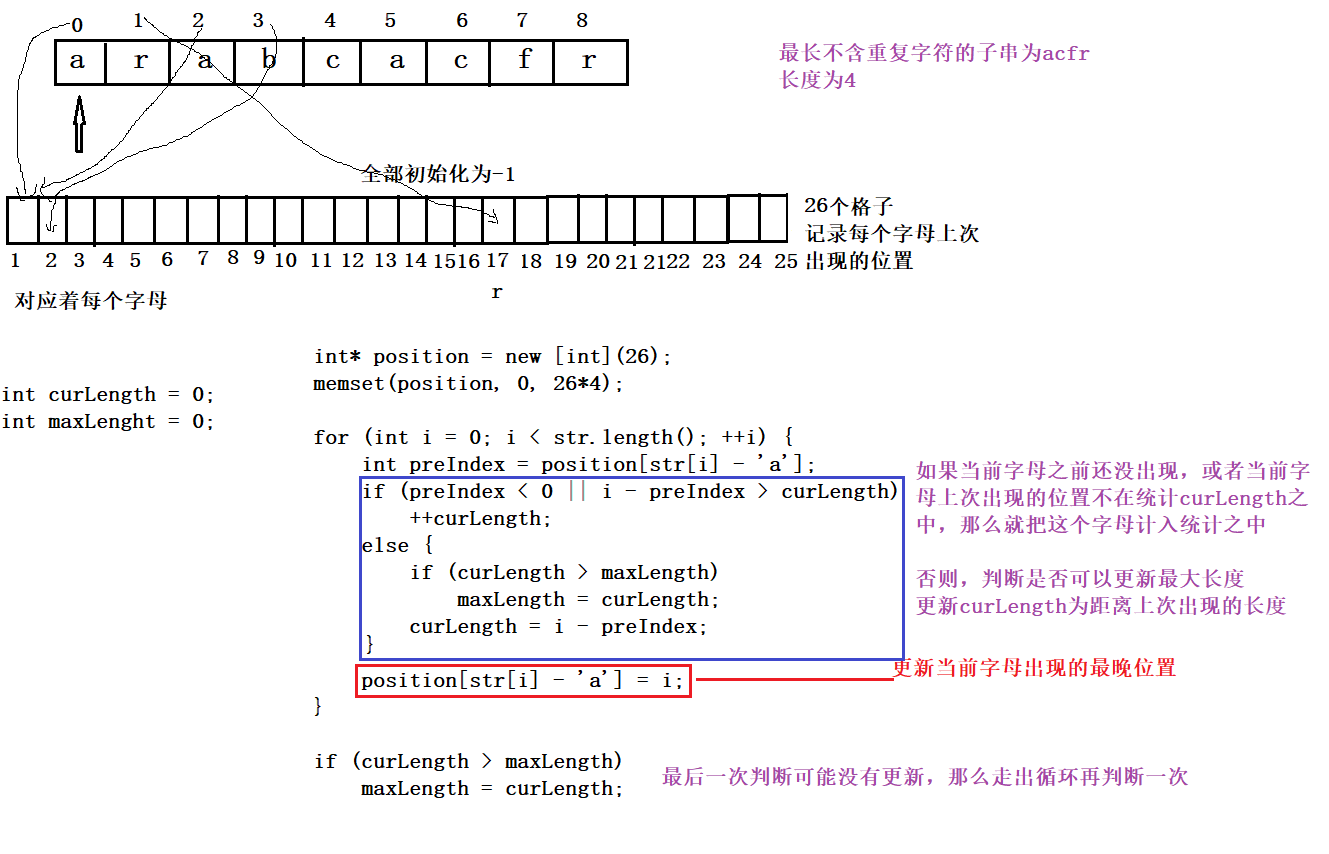 0 1 2 3 4 5 6 7 8
a r a b c a c f r
最长不含重复字符的子串为acfr
长度为4
全部初始化为-1
26个格子
记录每个字母上次
出现的位置
1 2 3 4 5 6 7 8 9 10 11 12 13 14 15 16 17 18 19 20 21 21 22 23 24 25
r
对应着每个字母
int* position = new [int](26);
memset(position, 0, 26*4);
int curLength = 0;
int maxLenght = 0;
for (int i = 0; i < str.length(); ++i) {
int preIndex = position[str[i] - 'a'];
if (preIndex < 0 || i - preIndex > curLength)
++curLength;
else {
if (curLength > maxLength)
maxLength = curLength;
curLength = i - preIndex;
}
如果当前字母之前还没出现，或者当前字
母上次出现的位置不在统计curLength之
中，那么就把这个字母计入统计之中
否则，判断是否可以更新最大长度
更新curLength为距离上次出现的长度
position[str[i] - 'a'] = i;
更新当前字母出现的最晚位置
}
if (curLength > maxLength)
maxLength = curLength;
最后一次判断可能没有更新，那么走出循环再判断一次